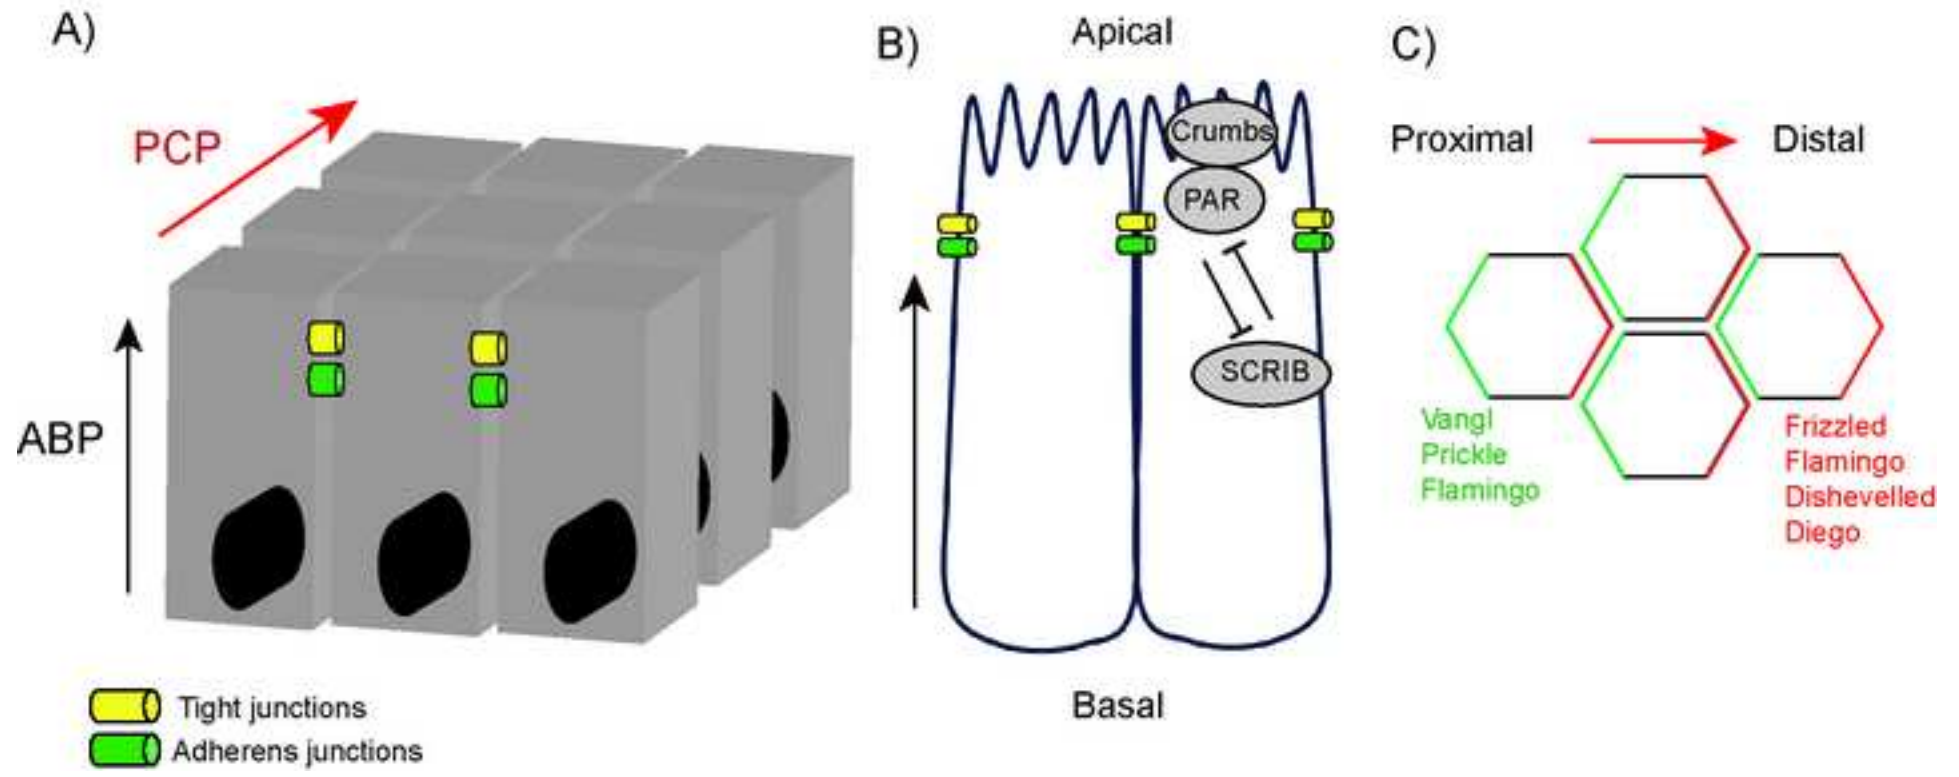 A)
PCP
ABP
Tight junctions
Adherens junctions
B)
Apical
Crumbs
PAR
SCRIB
Basal
C)
Proximal
Distal
Vangl
Prickle
Flamingo
Frizzled
Flamingo
Dishevelled
Diego